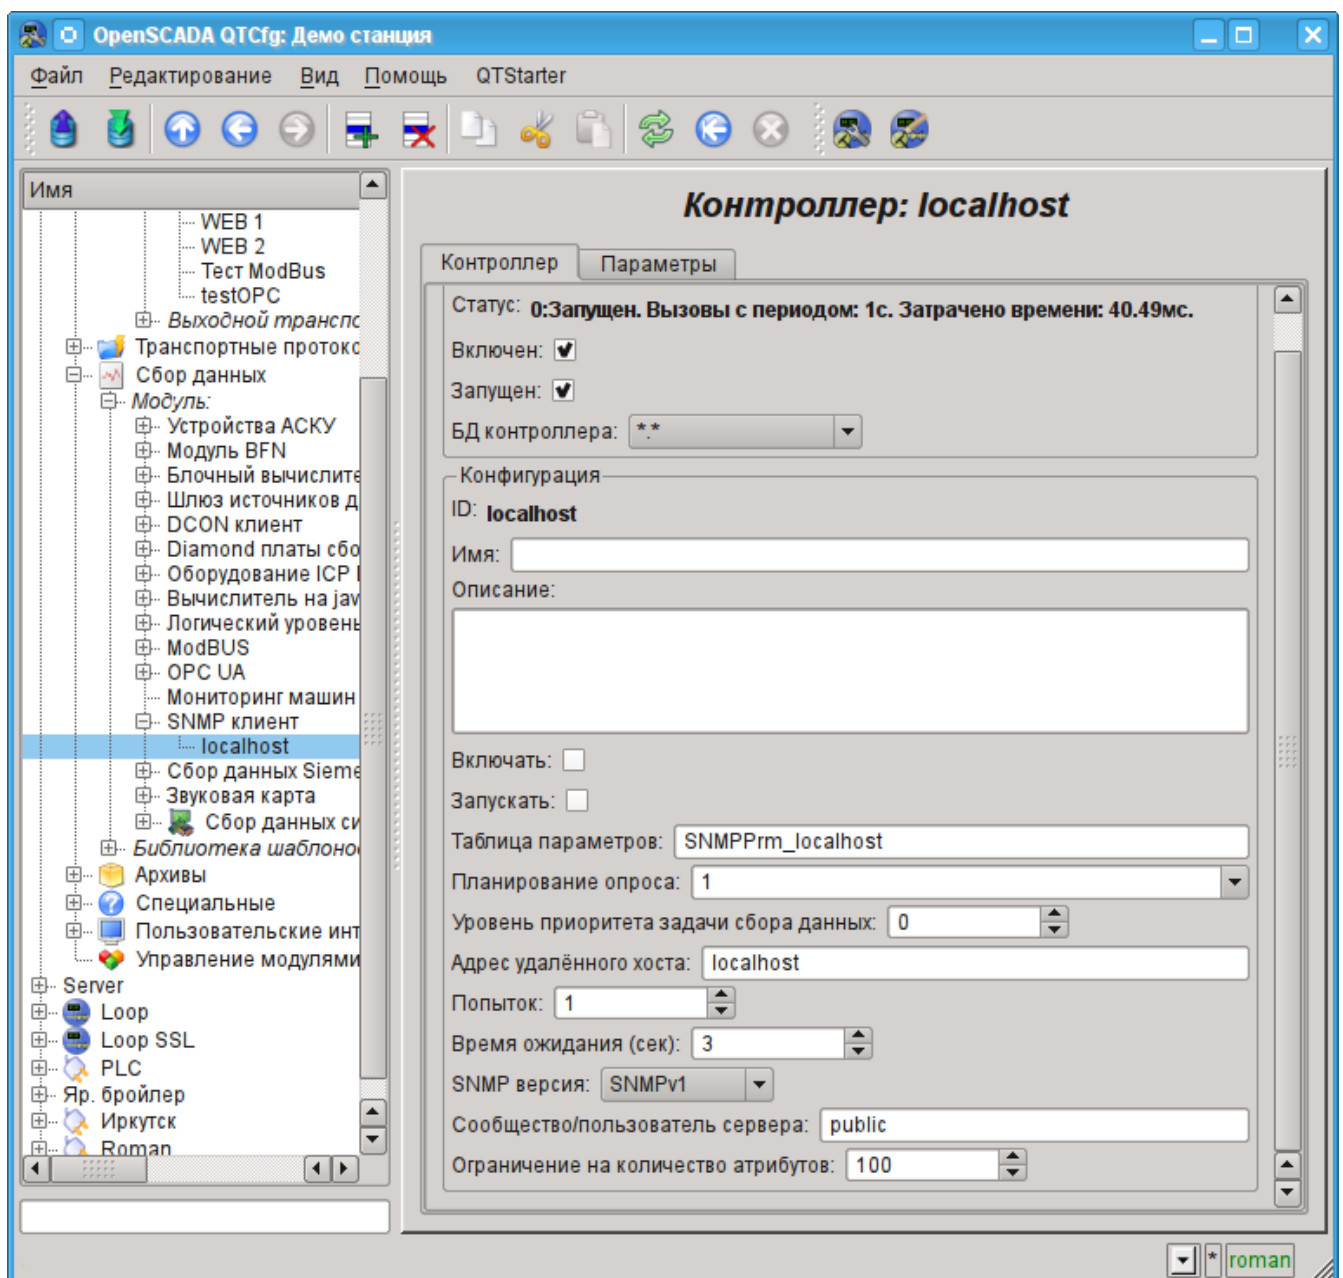 OpenSCADA QTCfg: Демо станция
Файл Редактирование Вид Помощь QTStarter
Имя
WEB 1
WEB 2
Тест ModBus
testOPC
Выходной транспо
Транспортные протоко
Сбор данных
Модуль:
Устройства АСКУ
Модуль BFN
Блочный вычислите
Шлюз источников д
DCON клиент
Diamond платы сбо
Оборудование ICP
Вычислитель на jav
Логический уровень
ModBUS
OPC UA
Мониторинг машин
SNMP клиент
localhost
Сбор данных Sieme
Звуковая карта
Сбор данных си
Библиотека шаблоно
Архивы
Специальные
Пользовательские инт
Управление модулями
Server
Loop
Loop SSL
PLC
Яр. бройлер
Иркутск
Roman
Контроллер: localhost
Контроллер Параметры
Статус: 0:Запущен. Вызовы с периодом: 1с. Затрачено времени: 40.49мс.
Включен:
Запущен:
БД контроллера: *.*
Конфигурация
ID: localhost
Имя:
Описание:
Включать:
Запускать:
Таблица параметров: SNMPPrm_localhost
Планирование опроса: 1
Уровень приоритета задачи сбора данных: 0
Адрес удалённого хоста: localhost
Попыток: 1
Время ожидания (сек): 3
SNMP версия: SNMPv1
Сообщество/пользователь сервера: public
Ограничение на количество атрибутов: 100
* roman